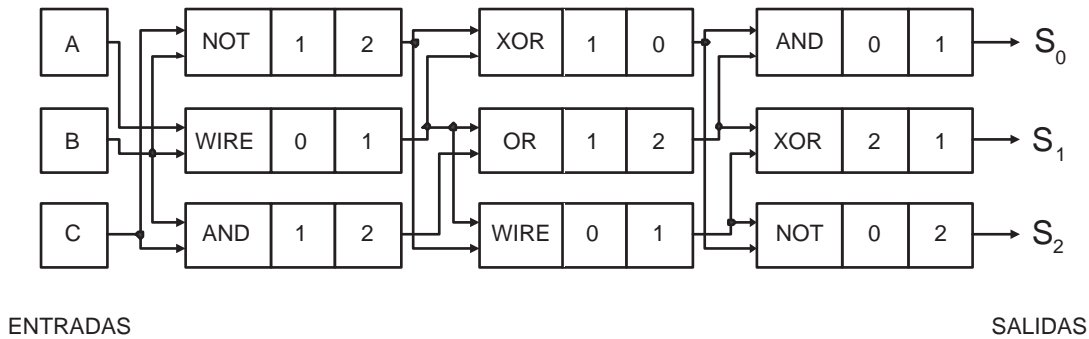 A NOT 1 2 XOR 1 0 AND 0 1 S0
B WIRE 0 1 OR 1 2 XOR 2 1 S1
C AND 1 2 WIRE 0 1 NOT 0 2 S2
ENTRADAS SALIDAS